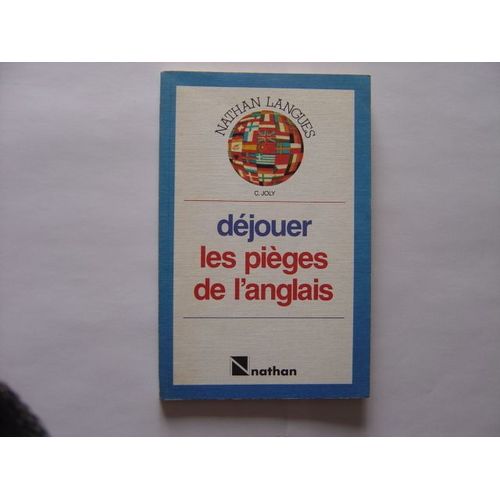 NATHAN LANGUES
C. JOLY
déjouer
les pièges
de l'anglais
nathan